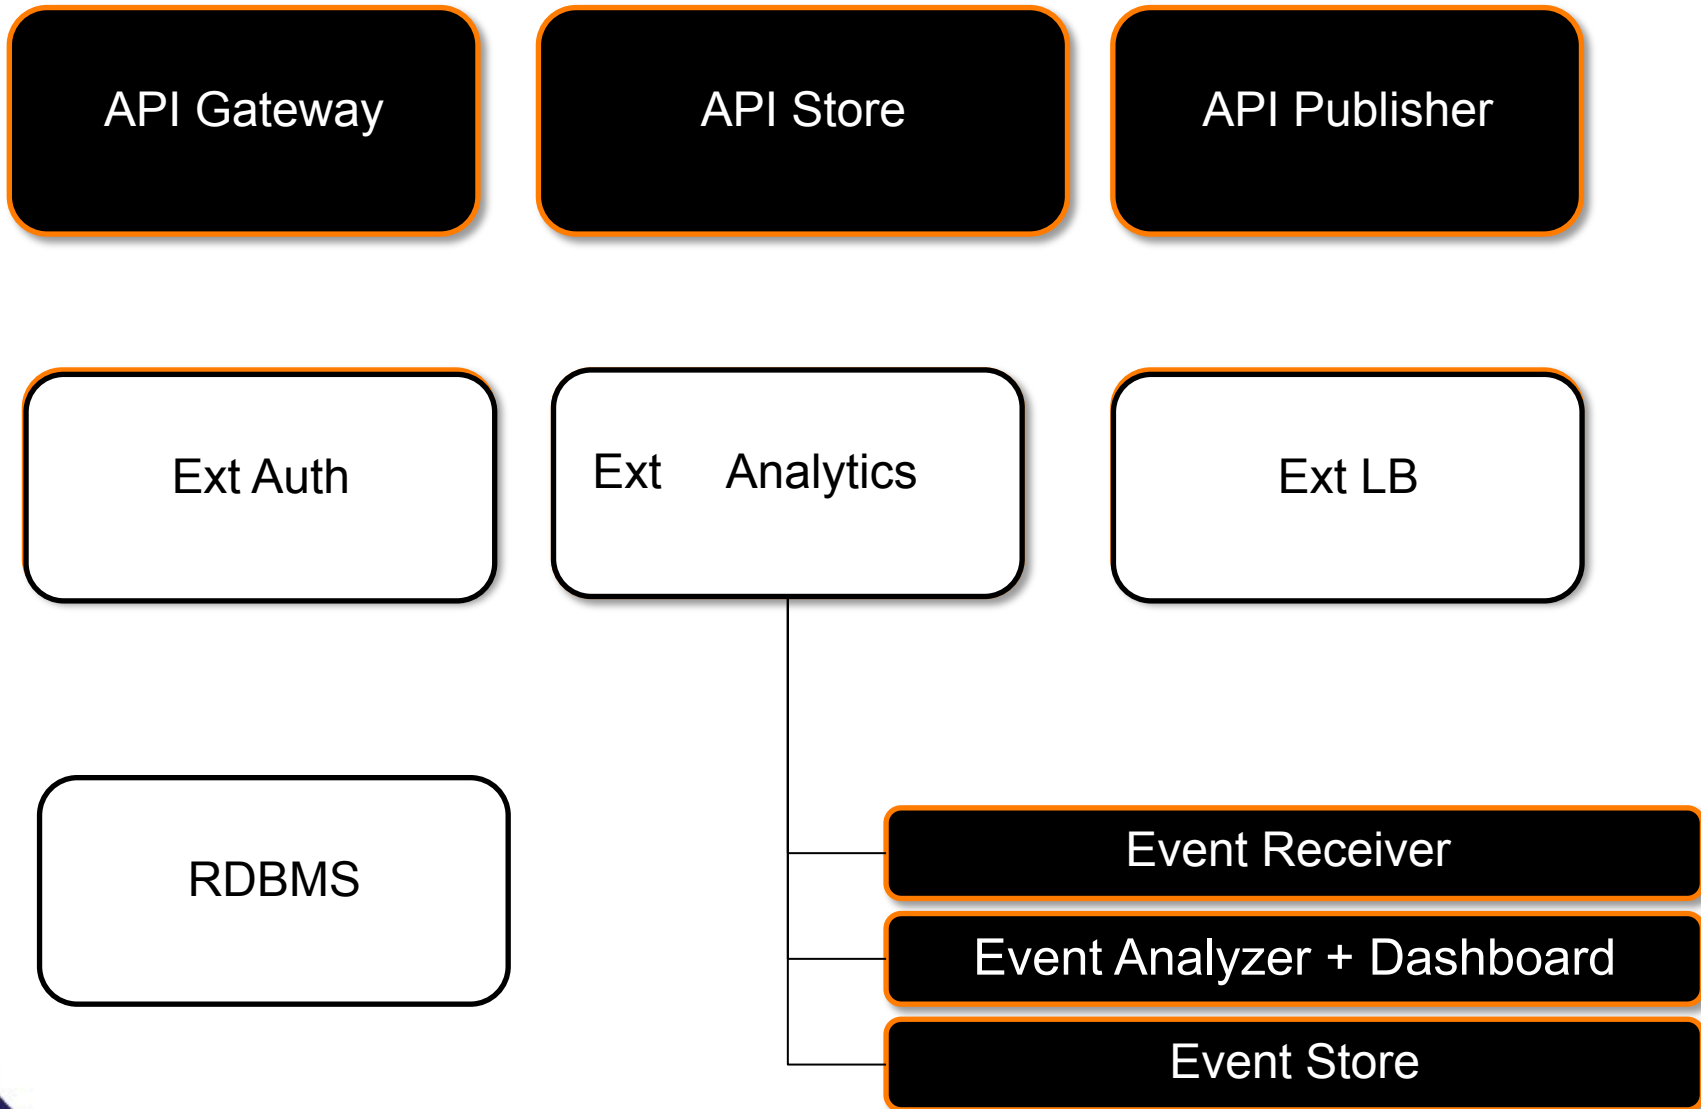 API Gateway
API Store
API Publisher
Ext Auth
Ext Analytics
Ext LB
RDBMS
Event Receiver
Event Analyzer + Dashboard
Event Store